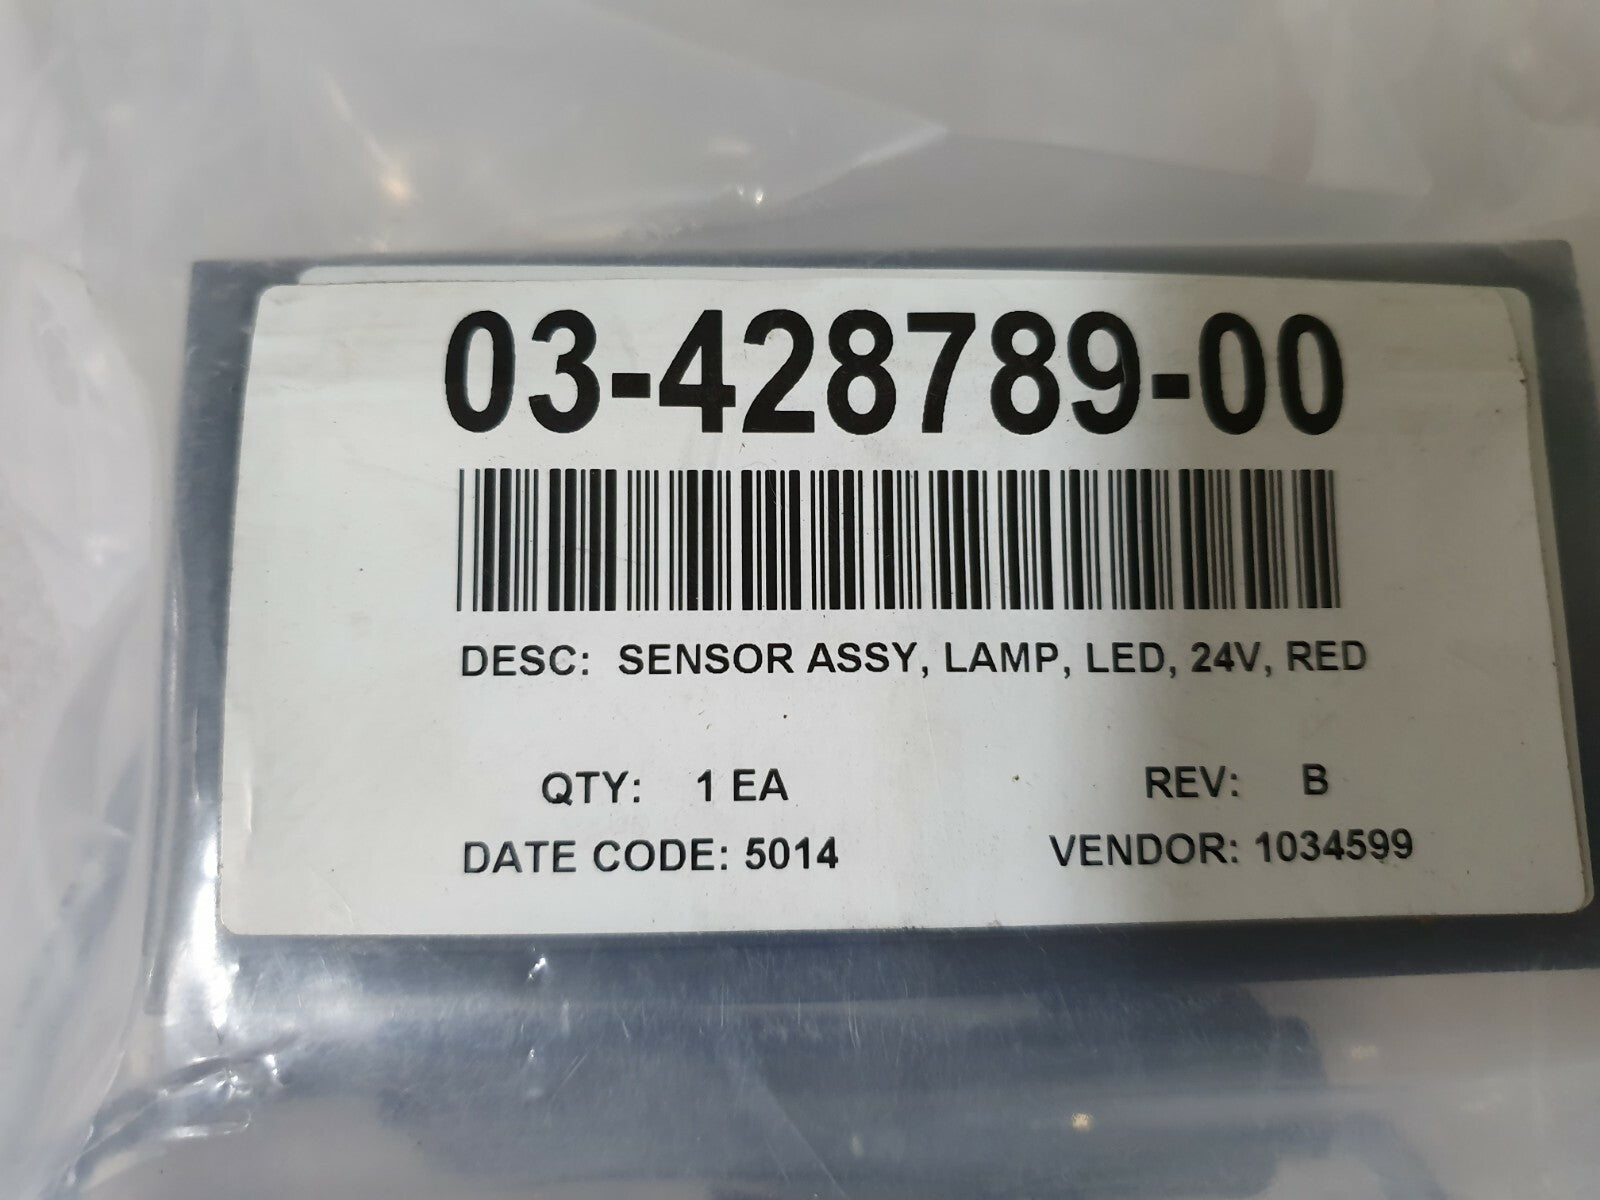 03-428789-00
DESC: SENSOR ASSY, LAMP, LED, 24V, RED
QTY: 1 EA
REV: B
DATE CODE: 5014
VENDOR: 1034599